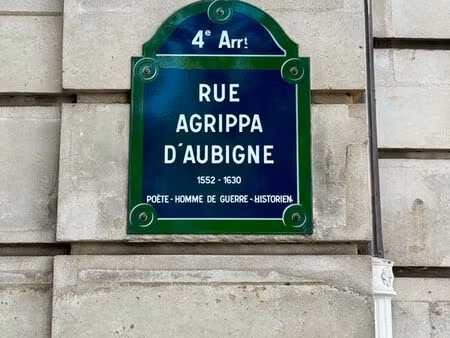 4e Arrt
RUE
AGRIPPA
D'AUBIGNE
1552 - 1630
POÈTE - HOMME DE GUERRE - HISTORIEN